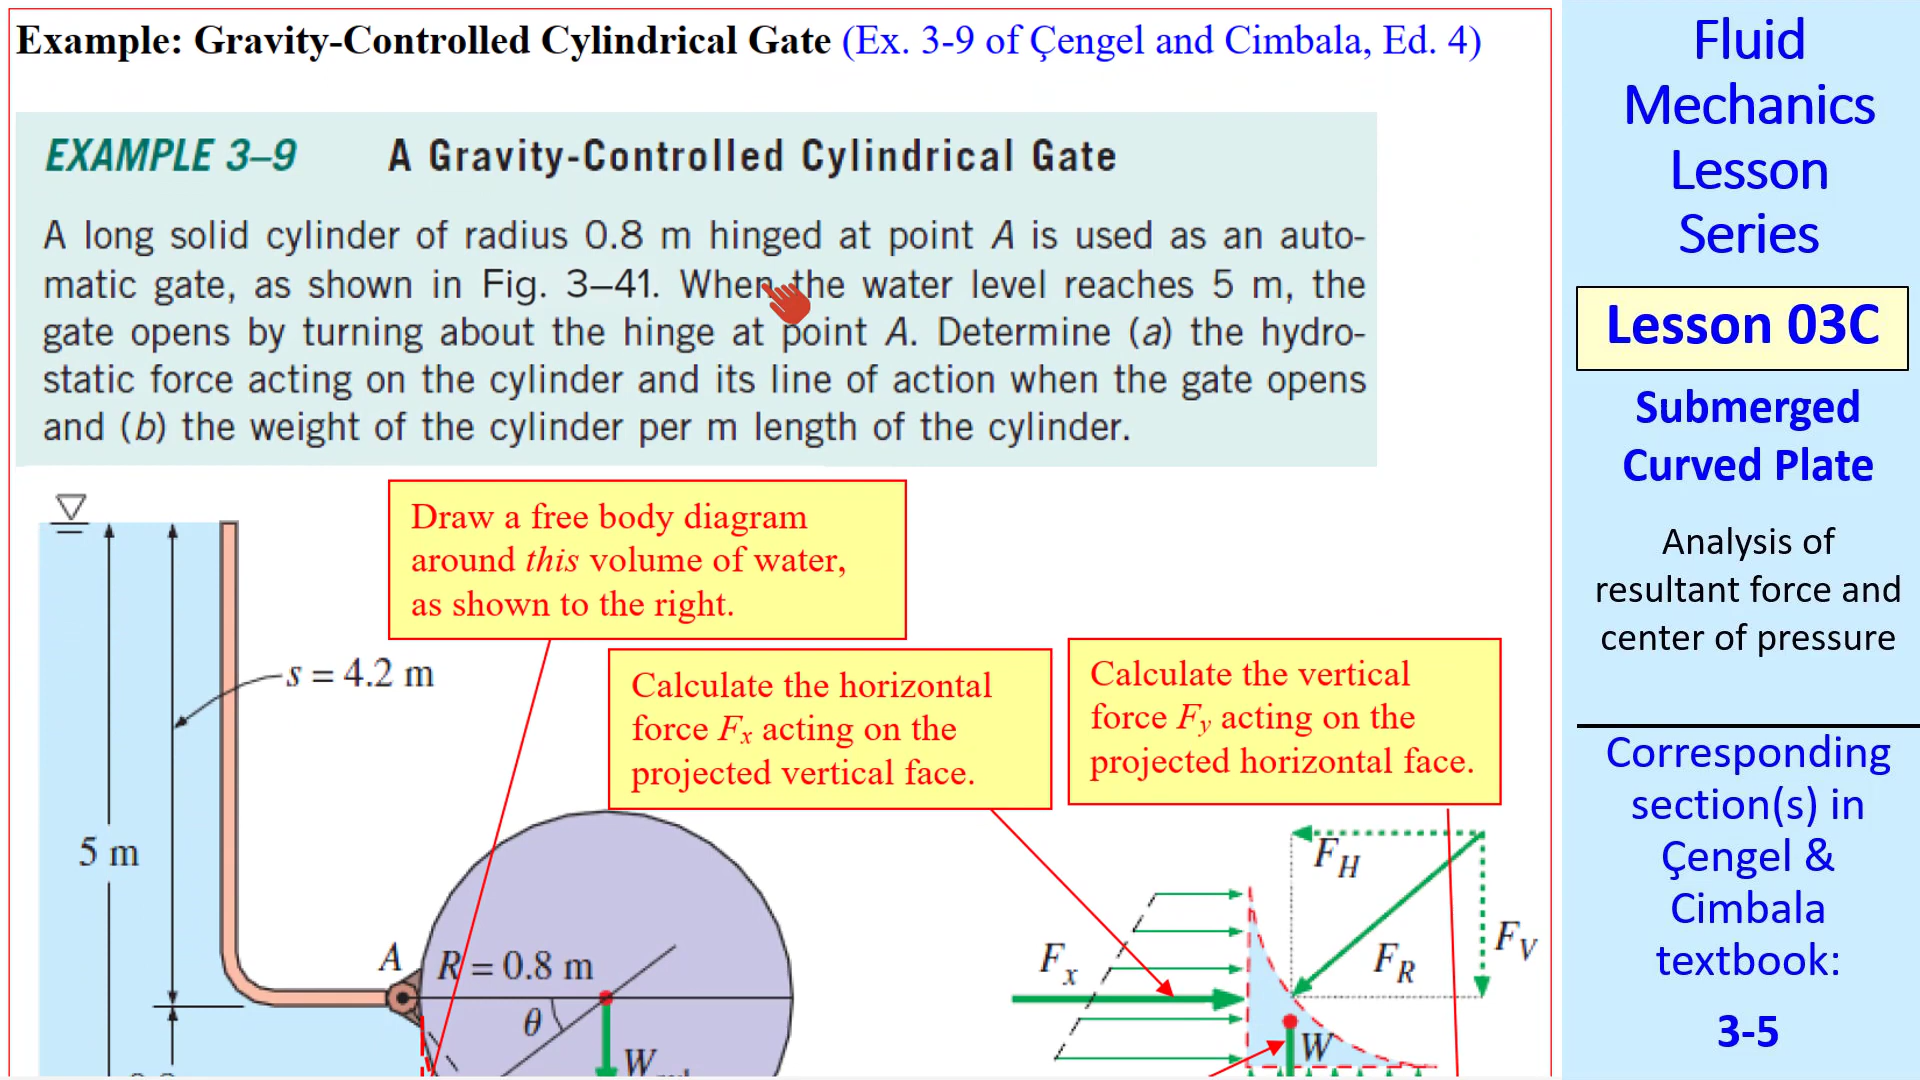 Example: Gravity-Controlled Cylindrical Gate (Ex. 3-9 of Çengel and Cimbala, Ed. 4)
EXAMPLE 3–9 A Gravity-Controlled Cylindrical Gate
A long solid cylinder of radius 0.8 m hinged at point A is used as an auto-
matic gate, as shown in Fig. 3–41. When the water level reaches 5 m, the
gate opens by turning about the hinge at point A. Determine (a) the hydro-
static force acting on the cylinder and its line of action when the gate opens
and (b) the weight of the cylinder per m length of the cylinder.
Draw a free body diagram
around this volume of water,
as shown to the right.
s = 4.2 m
Calculate the horizontal
force Fx acting on the
projected vertical face.
Calculate the vertical
force Fy acting on the
projected horizontal face.
5 m
A
R = 0.8 m
θ
W
Fx
FH
FR
FV
W
Fluid
Mechanics
Lesson
Series
Lesson 03C
Submerged
Curved Plate
Analysis of
resultant force and
center of pressure
Corresponding
section(s) in
Çengel &
Cimbala
textbook:
3-5